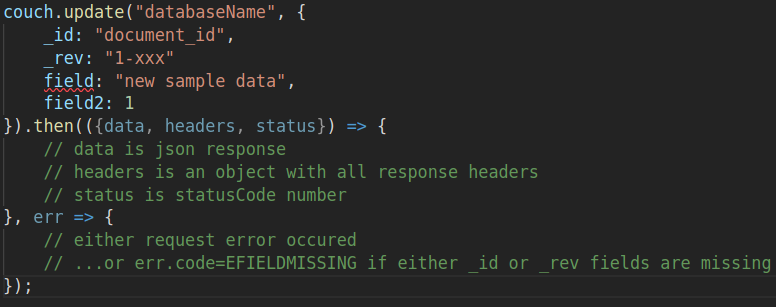 couch.update("databaseName", {
    _id: "document_id",
    _rev: "1-xxx"
    field: "new sample data",
    field2: 1
}).then(({data, headers, status}) => {
    // data is json response
    // headers is an object with all response headers
    // status is statusCode number
}, err => {
    // either request error occured
    // ...or err.code=EFIELDMISSING if either _id or _rev fields are missing
});